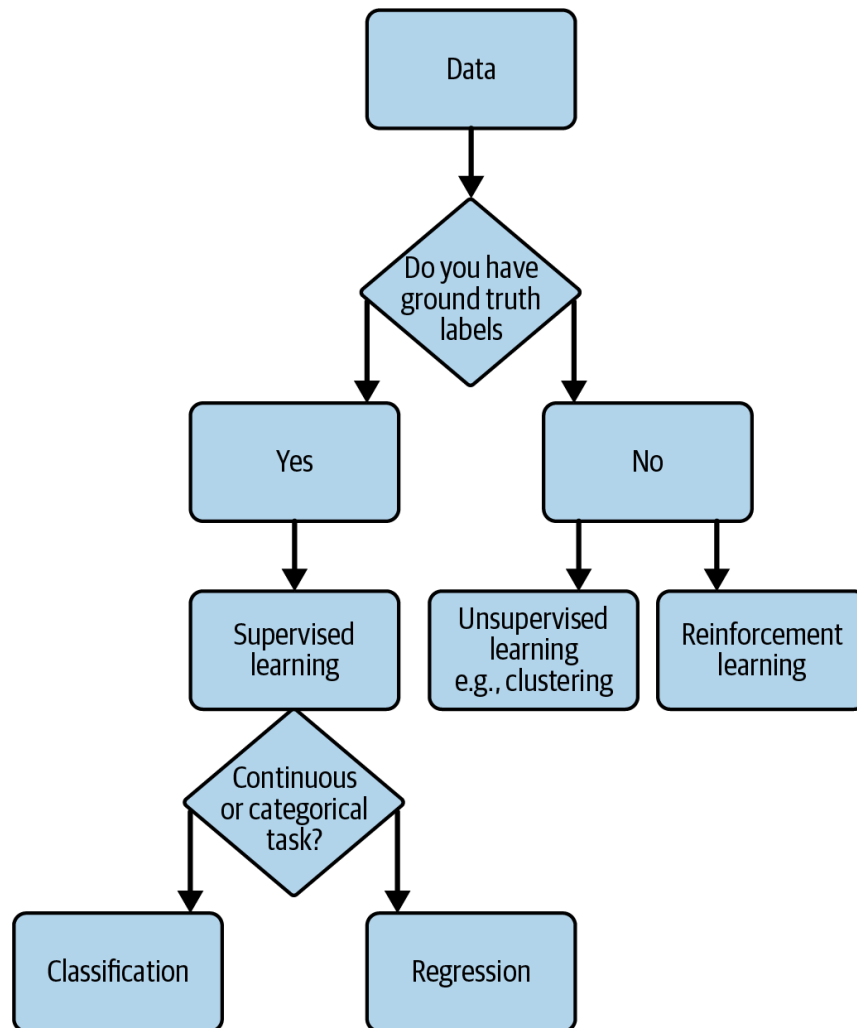 Data
Do you have
ground truth
labels
Yes
No
Supervised
learning
Unsupervised
learning
e.g., clustering
Reinforcement
learning
Continuous
or categorical
task?
Classification
Regression